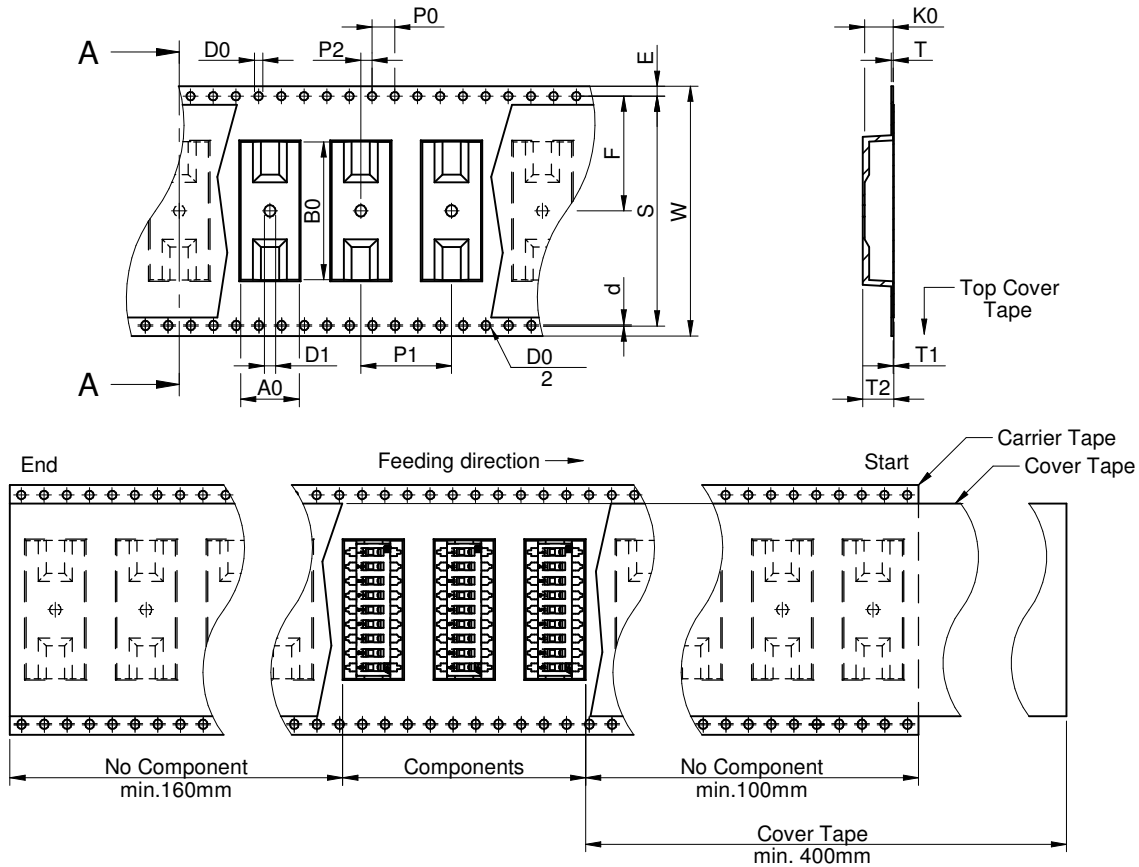 A
D0
P2
P0
E
K0
T
F
B0
S
W
d
Top Cover
Tape
A
D1
A0
P1
D0
2
T1
T2
End
Feeding direction
Start
Carrier Tape
Cover Tape
No Component
min.160mm
Components
No Component
min.100mm
Cover Tape
min. 400mm